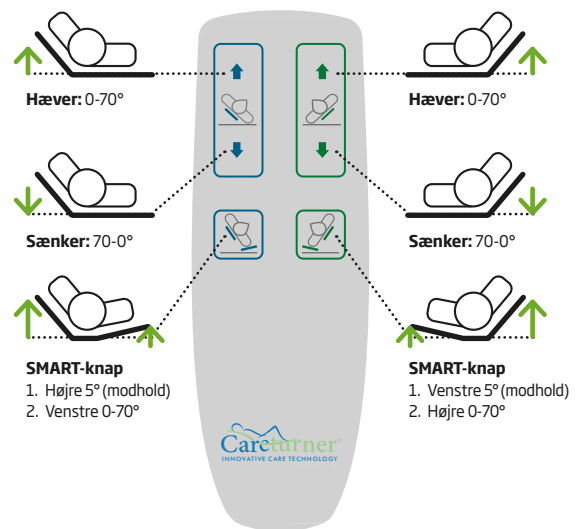 Hæver: 0-70°
Hæver: 0-70°
Sænker: 70-0°
Sænker: 70-0°
SMART-knap
1. Højre 5° (modhold)
2. Venstre 0-70°
SMART-knap
1. Venstre 5° (modhold)
2. Højre 0-70°
Careturner®
INNOVATIVE CARE TECHNOLOGY